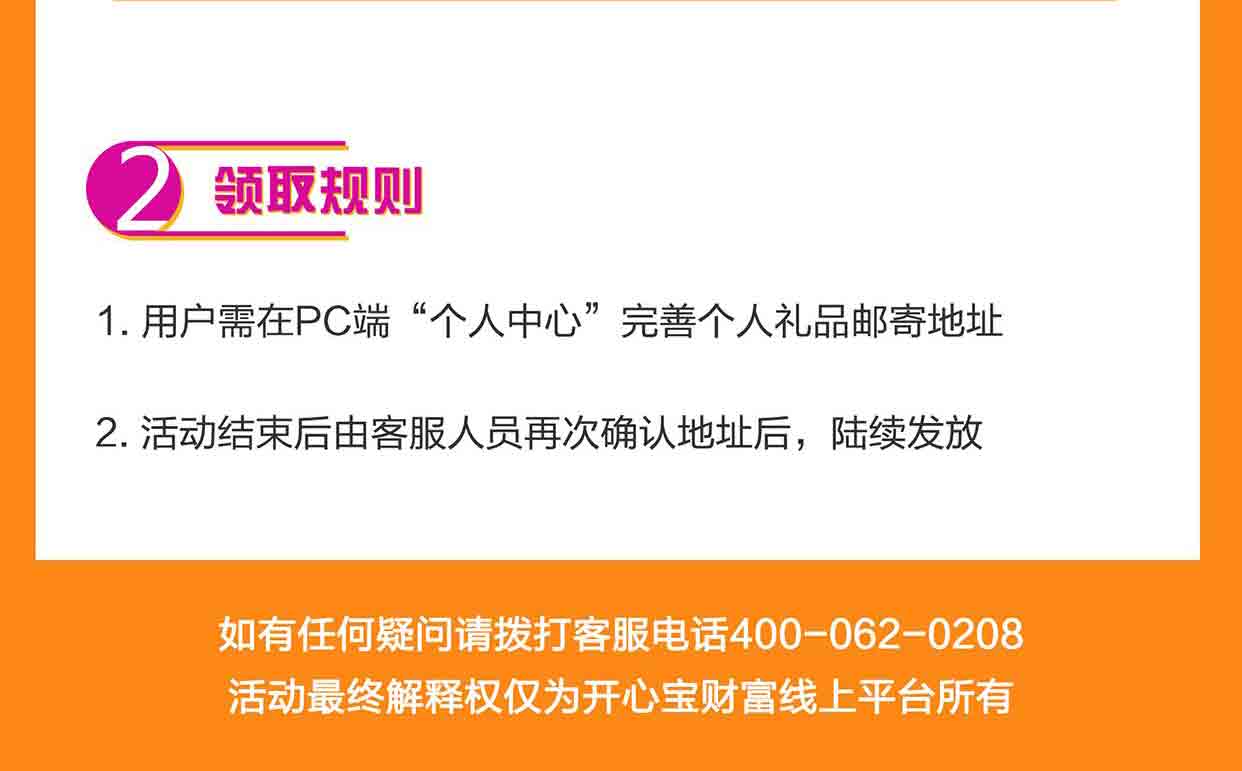 2 领取规则
1. 用户需在PC端“个人中心”完善个人礼品邮寄地址
2. 活动结束后由客服人员再次确认地址后，陆续发放
如有任何疑问请拨打客服电话400-062-0208
活动最终解释权仅为开心宝财富线上平台所有